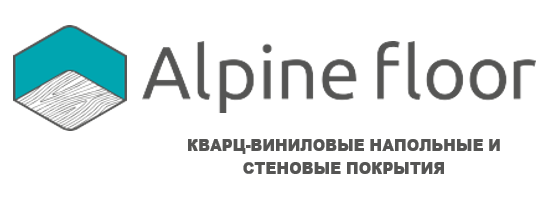 Alpine floor
КВАРЦ-ВИНИЛОВЫЕ НАПОЛЬНЫЕ И
СТЕНОВЫЕ ПОКРЫТИЯ